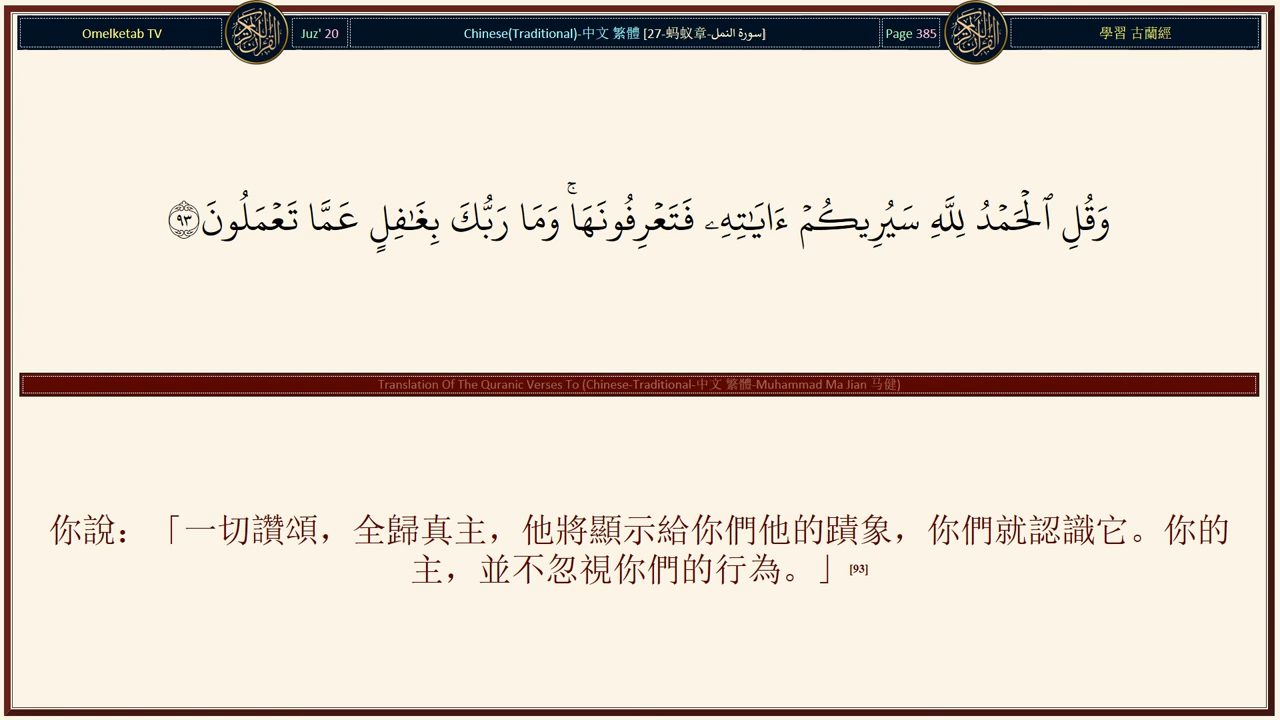 Omelketab TV
Juz' 20
Chinese(Traditional)-中文 繁體 [27-蚂蚁章-سورة النمل]
Page 385
學習 古蘭經
وَقُلِ ٱلْحَمْدُ لِلَّهِ سَيُرِيكُمْ ءَايَـٰتِهِۦ فَتَعْرِفُونَهَا ۚ وَمَا رَبُّكَ بِغَـٰفِلٍ عَمَّا تَعْمَلُونَ ٩٣
Translation Of The Quranic Verses To (Chinese-Traditional-中文 繁體-Muhammad Ma Jian 马健)
你說：「一切讚頌，全歸真主，他將顯示給你們他的蹟象，你們就認識它。你的
主，並不忽視你們的行為。」[93]